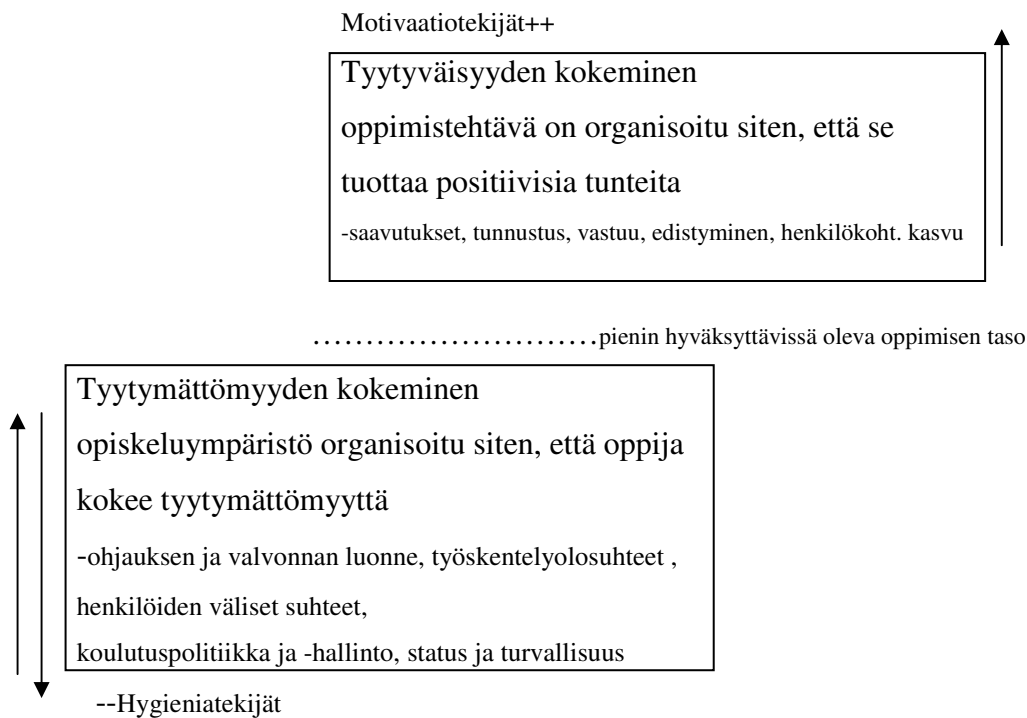 Motivaatiotekijät++
Tyytyväisyyden kokeminen
oppimistehtävä on organisoitu siten, että se
tuottaa positiivisia tunteita
-saavutukset, tunnustus, vastuu, edistyminen, henkilökoht. kasvu
...........................pienin hyväksyttävissä oleva oppimisen taso
Tyytymättömyyden kokeminen
opiskeluympäristö organisoitu siten, että oppija
kokee tyytymättömyyttä
-ohjauksen ja valvonnan luonne, työskentelyolosuhteet ,
henkilöiden väliset suhteet,
koulutuspolitiikka ja -hallinto, status ja turvallisuus
--Hygieniatekijät